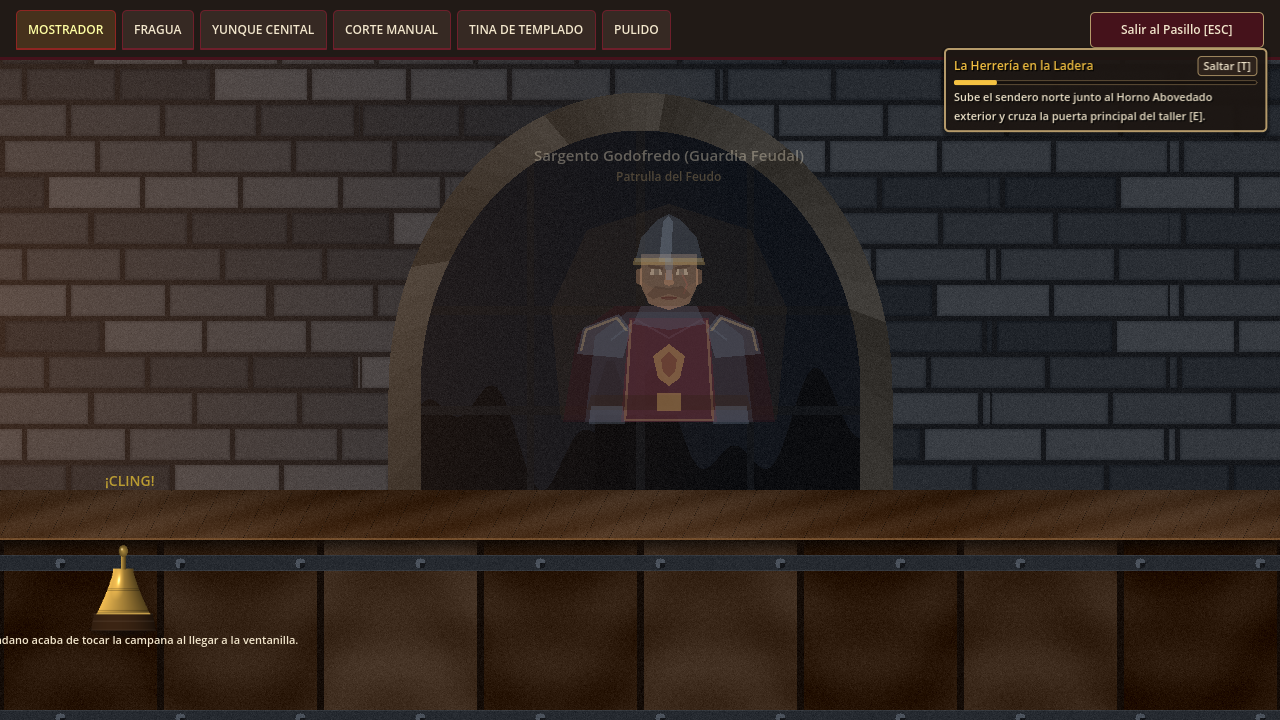 MOSTRADOR
FRAGUA
YUNQUE CENITAL
CORTE MANUAL
TINA DE TEMPLADO
PULIDO
Salir al Pasillo [ESC]
La Herrería en la Ladera
Saltar [T]
Sube el sendero norte junto al Horno Abovedado
exterior y cruza la puerta principal del taller [E].
Sargento Godofredo (Guardia Feudal)
Patrulla del Feudo
¡CLING!
acaba de tocar la campana al llegar a la ventanilla.